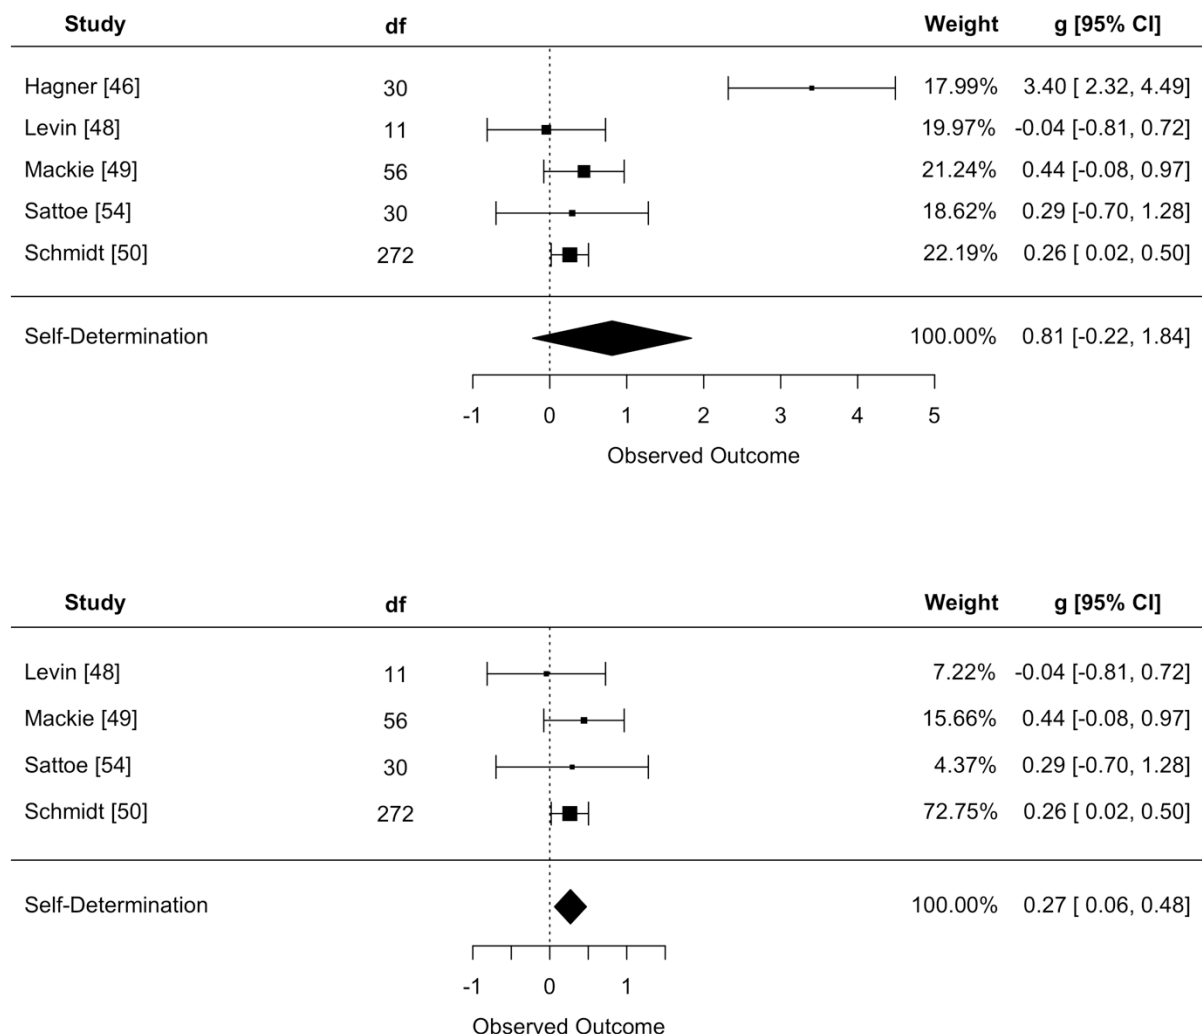 Study df Weight g [95% CI]
Hagner [46] 30 17.99% 3.40 [ 2.32, 4.49]
Levin [48] 11 19.97% -0.04 [-0.81, 0.72]
Mackie [49] 56 21.24% 0.44 [-0.08, 0.97]
Sattoe [54] 30 18.62% 0.29 [-0.70, 1.28]
Schmidt [50] 272 22.19% 0.26 [ 0.02, 0.50]
Self-Determination 100.00% 0.81 [-0.22, 1.84]
-1 0 1 2 3 4 5
Observed Outcome
Study df Weight g [95% CI]
Levin [48] 11 7.22% -0.04 [-0.81, 0.72]
Mackie [49] 56 15.66% 0.44 [-0.08, 0.97]
Sattoe [54] 30 4.37% 0.29 [-0.70, 1.28]
Schmidt [50] 272 72.75% 0.26 [ 0.02, 0.50]
Self-Determination 100.00% 0.27 [ 0.06, 0.48]
-1 0 1
Observed Outcome